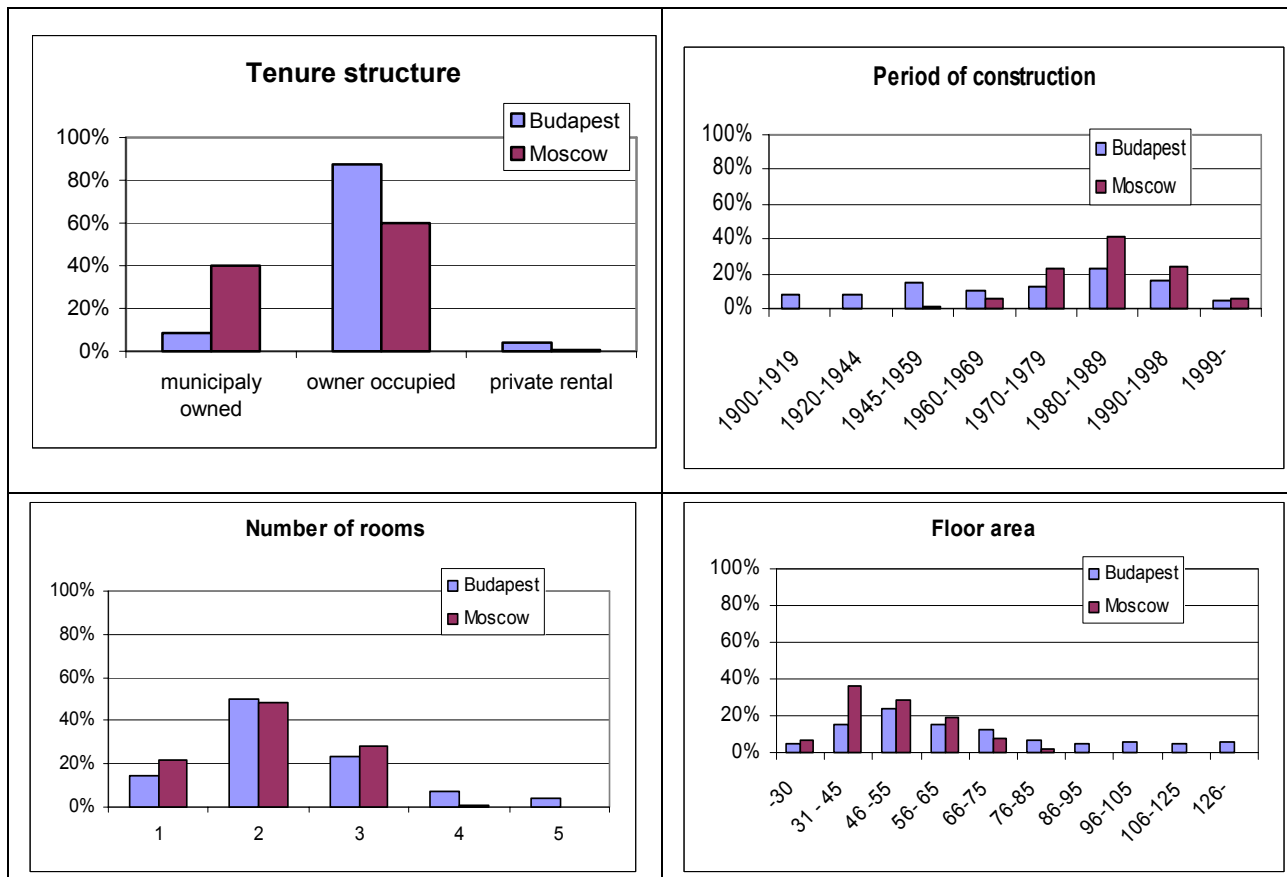 Tenure structure
Budapest
Moscow
100%
80%
60%
40%
20%
0%
municipaly owned
owner occupied
private rental
Period of construction
Budapest
Moscow
100%
80%
60%
40%
20%
0%
1900-1919
1920-1944
1945-1959
1960-1969
1970-1979
1980-1989
1990-1998
1999-
Number of rooms
Budapest
Moscow
100%
80%
60%
40%
20%
0%
1
2
3
4
5
Floor area
Budapest
Moscow
100%
80%
60%
40%
20%
0%
-30
31 - 45
46 -55
56- 65
66-75
76-85
86-95
96-105
106-125
126-